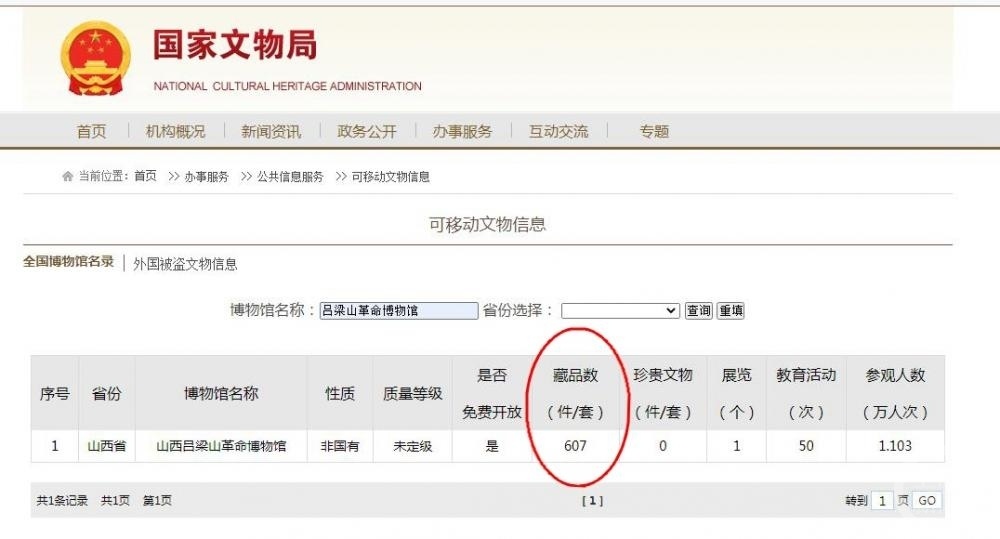 国家文物局
NATIONAL CULTURAL HERITAGE ADMINISTRATION
首页 机构概况 新闻资讯 政务公开 办事服务 互动交流 专题
当前位置：首页 >> 办事服务 >> 公共信息服务 >> 可移动文物信息
可移动文物信息
全国博物馆名录 | 外国被盗文物信息
博物馆名称：吕梁山革命博物馆 省份选择： 查询 重填
序号 省份 博物馆名称 性质 质量等级 是否免费开放 藏品数（件/套） 珍贵文物（件/套） 展览（个） 教育活动（次） 参观人数（万人次）
1 山西省 山西吕梁山革命博物馆 非国有 未定级 是 607 0 1 50 1.103
共1条记录 共1页 第1页 [ 1 ] 转到 1 页 GO